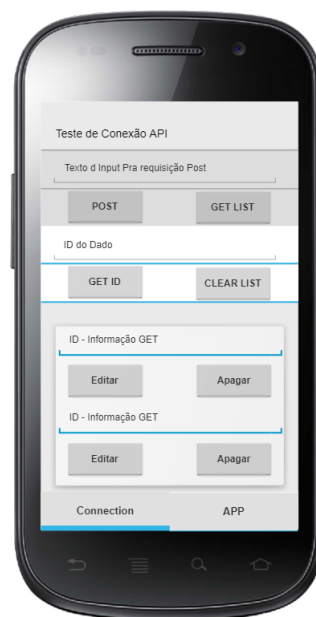 Teste de Conexão API
Texto d Input Pra requisição Post
POST GET LIST
ID do Dado
GET ID CLEAR LIST
ID - Informação GET
Editar Apagar
ID - Informação GET
Editar Apagar
Connection APP